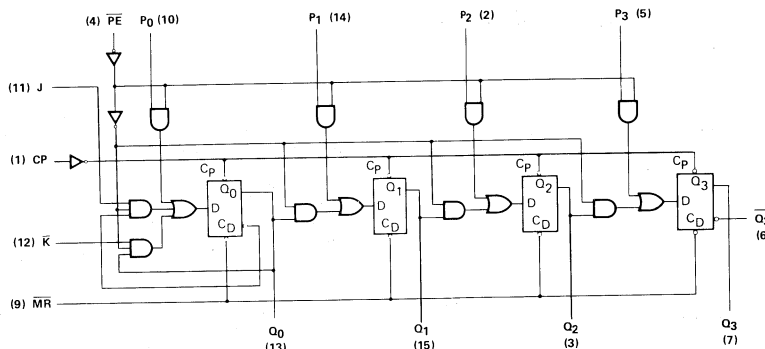 (4) PE P0 (10) P1 (14) P2 (2) P3 (5)
(11) J
(1) CP
CP CP CP CP
Q0 Q1 Q2 Q3
D D D D
CD CD CD CD
(12) K
(9) MR
Q0 Q1 Q2 Q3
(13) (15) (3) (7)